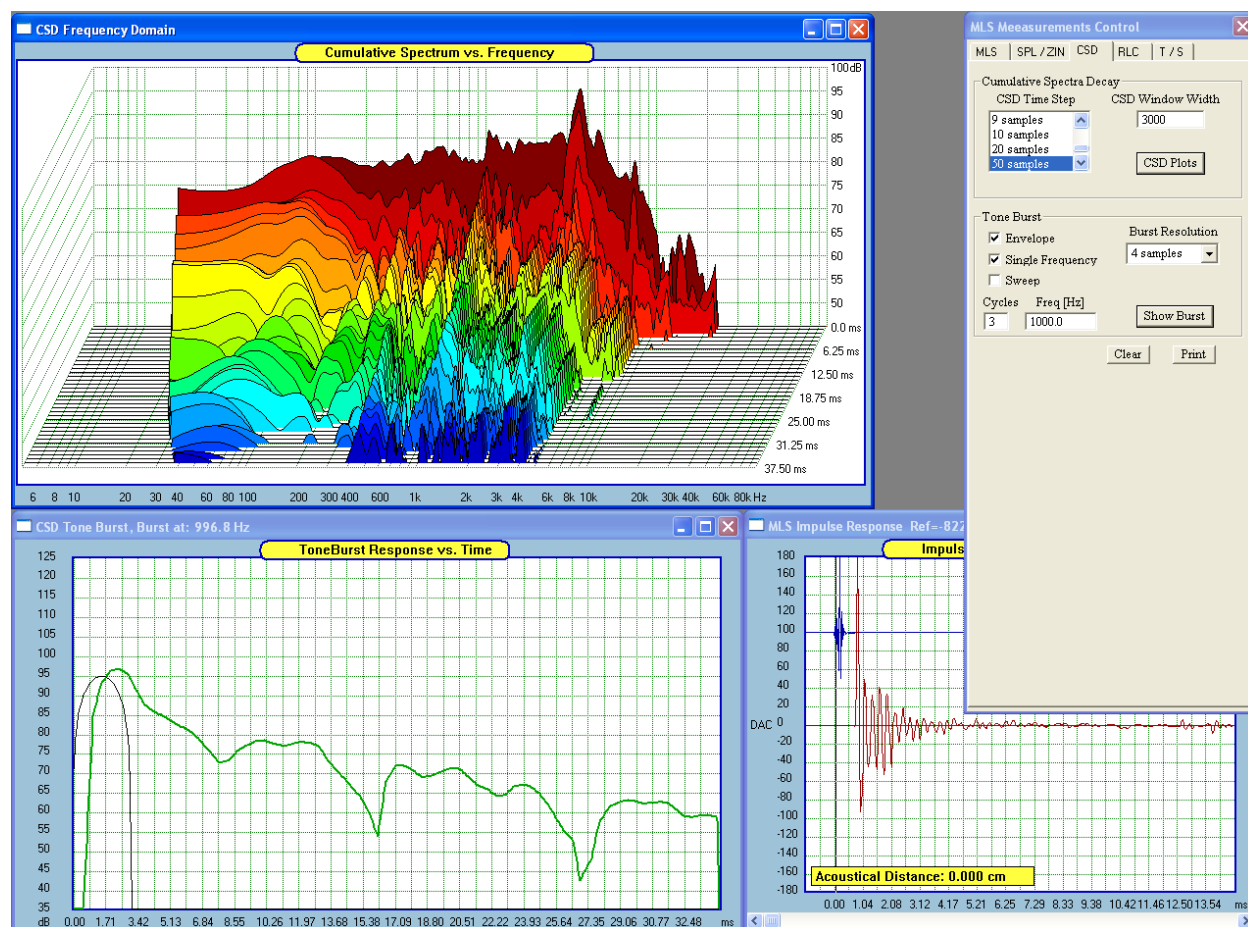 CSD Frequency Domain
Cumulative Spectrum vs. Frequency
100dB
95
90
85
80
75
70
65
60
55
50
0.0 ms
6.25 ms
12.50 ms
18.75 ms
25.00 ms
31.25 ms
37.50 ms
6 8 10 20 30 40 60 80 100 200 300 400 600 1k 2k 3k 4k 6k 8k 10k 20k 30k 40k 60k 80k Hz
MLS Meeasurements Control
MLS SPL / ZIN CSD RLC T / S
Cumulative Spectra Decay
CSD Time Step CSD Window Width
9 samples
10 samples
20 samples
50 samples
3000
CSD Plots
Tone Burst
Envelope
Single Frequency
Sweep
Burst Resolution
4 samples
Cycles Freq [Hz]
3 1000.0
Show Burst
Clear Print
CSD Tone Burst, Burst at: 996.8 Hz
ToneBurst Response vs. Time
125
120
115
110
105
100
95
90
85
80
75
70
65
60
55
50
45
40
35
dB 0.00 1.71 3.42 5.13 6.84 8.55 10.26 11.97 13.68 15.38 17.09 18.80 20.51 22.22 23.93 25.64 27.35 29.06 30.77 32.48 ms
MLS Impulse Response Ref=-822
Impuls
180
160
140
120
100
80
60
40
20
DAC 0
-20
-40
-60
-80
-100
-120
-140
-160
-180
Acoustical Distance: 0.000 cm
0.00 1.04 2.08 3.12 4.17 5.21 6.25 7.29 8.33 9.38 10.42 11.46 12.50 13.54 ms